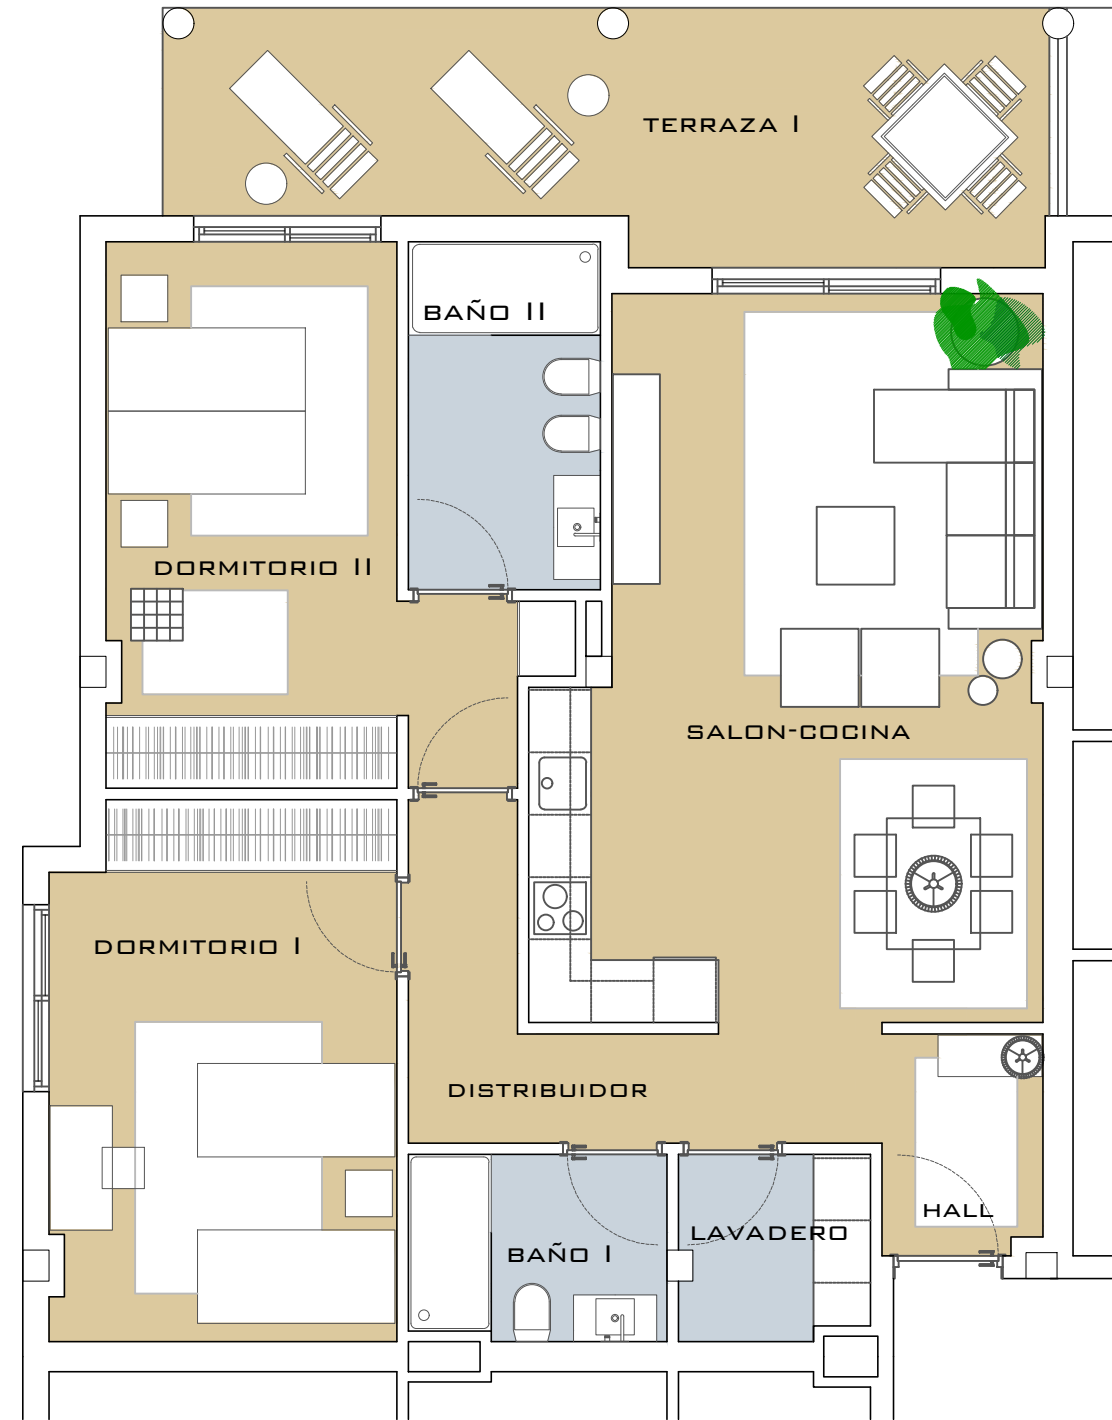 TERRAZA I
BAÑO II
DORMITORIO II
SALON-COCINA
DORMITORIO I
DISTRIBUIDOR
HALL
LAVADERO
BAÑO I